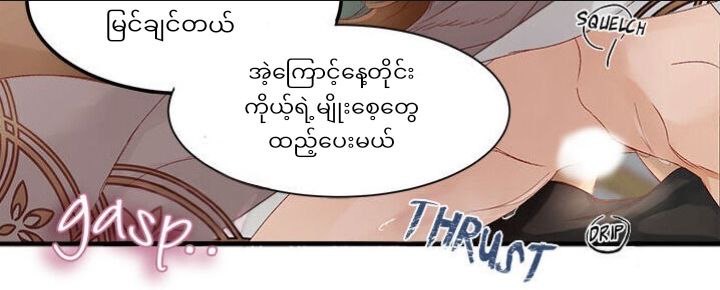 မြင်ချင်တယ်
အဲ့ကြောင့်နေ့တိုင်း
ကိုယ့်ရဲ့မျိုးစေ့တွေ
ထည့်ပေးမယ်
SQUELCH
gasp..
THRUST
DRIP